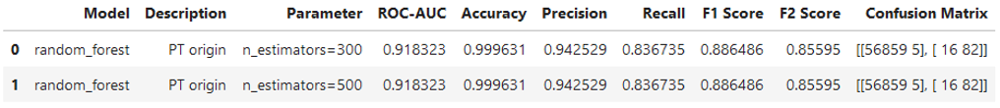 Model Description Parameter ROC-AUC Accuracy Precision Recall F1 Score F2 Score Confusion Matrix
0 random_forest PT origin n_estimators=300 0.918323 0.999631 0.942529 0.836735 0.886486 0.85595 [[56859 5], [ 16 82]]
1 random_forest PT origin n_estimators=500 0.918323 0.999631 0.942529 0.836735 0.886486 0.85595 [[56859 5], [ 16 82]]